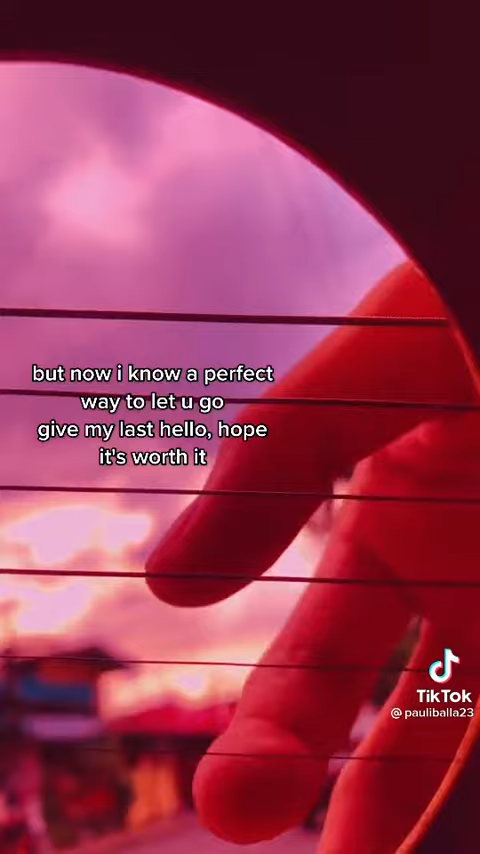 but now i know a perfect
way to let u go
give my last hello, hope
it's worth it
TikTok
@pauliballa23